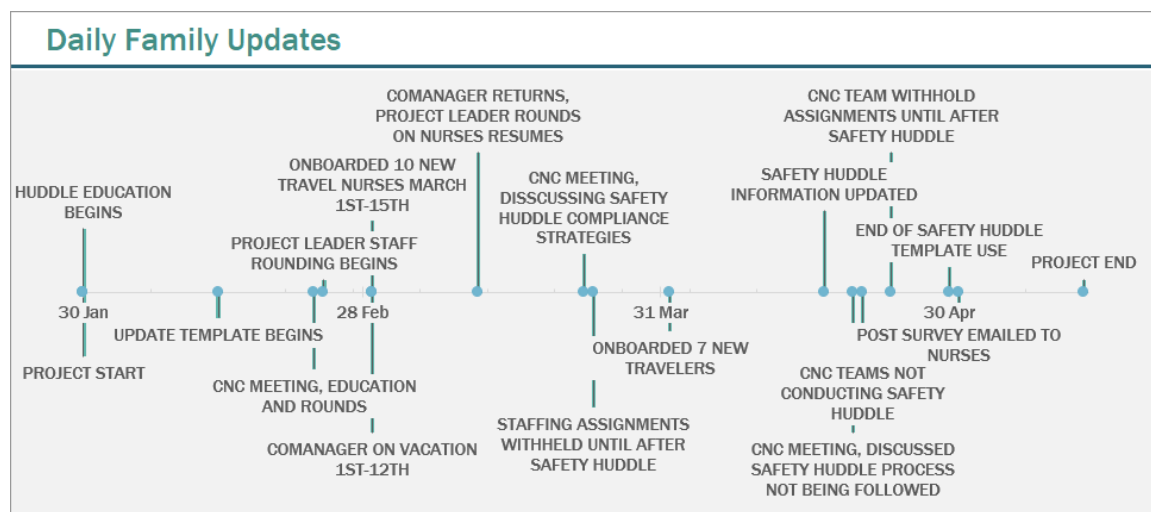 Daily Family Updates
COMANAGER RETURNS,
PROJECT LEADER ROUNDS
ON NURSES RESUMES
CNC TEAM WITHHOLD
ASSIGNMENTS UNTIL AFTER
SAFETY HUDDLE
ONBOARDED 10 NEW
TRAVEL NURSES MARCH
1ST-15TH
CNC MEETING,
DISSCUSSING SAFETY
HUDDLE COMPLIANCE
STRATEGIES
SAFETY HUDDLE
INFORMATION UPDATED
HUDDLE EDUCATION
BEGINS
PROJECT LEADER STAFF
ROUNDING BEGINS
END OF SAFETY HUDDLE
TEMPLATE USE
PROJECT END
30 Jan
28 Feb
31 Mar
30 Apr
UPDATE TEMPLATE BEGINS
PROJECT START
CNC MEETING, EDUCATION
AND ROUNDS
COMANAGER ON VACATION
1ST-12TH
ONBOARDED 7 NEW
TRAVELERS
STAFFING ASSIGNMENTS
WITHHELD UNTIL AFTER
SAFETY HUDDLE
POST SURVEY EMAILED TO
NURSES
CNC TEAMS NOT
CONDUCTING SAFETY
HUDDLE
CNC MEETING, DISCUSSED
SAFETY HUDDLE PROCESS
NOT BEING FOLLOWED